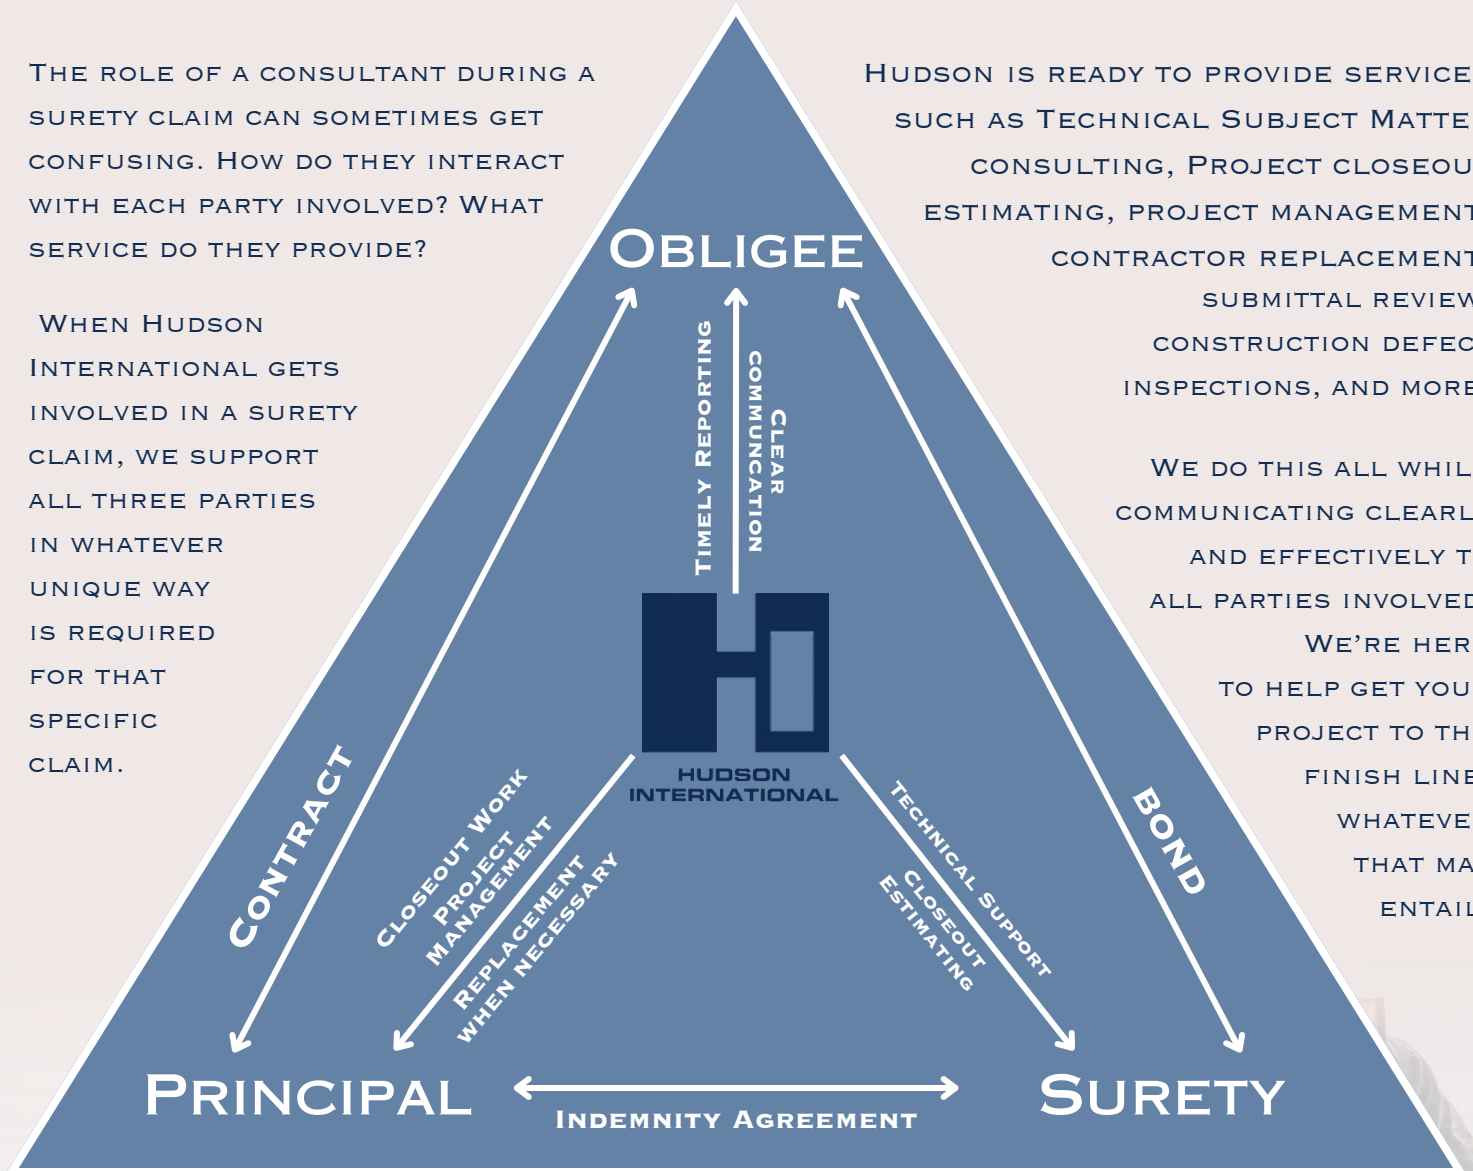 The role of a consultant during a
surety claim can sometimes get
confusing. How do they interact
with each party involved? What
service do they provide?
When Hudson
International gets
involved in a surety
claim, we support
all three parties
in whatever
unique way
is required
for that
specific
claim.
Hudson is ready to provide service
such as Technical Subject Matte
consulting, Project closeou
estimating, project management
contractor replacement
submittal review
construction defec
inspections, and more
We do this all whil
communicating clearl
and effectively t
all parties involved
We're her
to help get you
project to th
finish line
whateve
that ma
entail
Obligee
Timely Reporting
Clear
communcation
H
HUDSON
INTERNATIONAL
Contract
Closeout Work
Project
Management
Replacement
when necessary
Technical Support
Closeout
Estimating
Bond
Principal
Surety
Indemnity Agreement